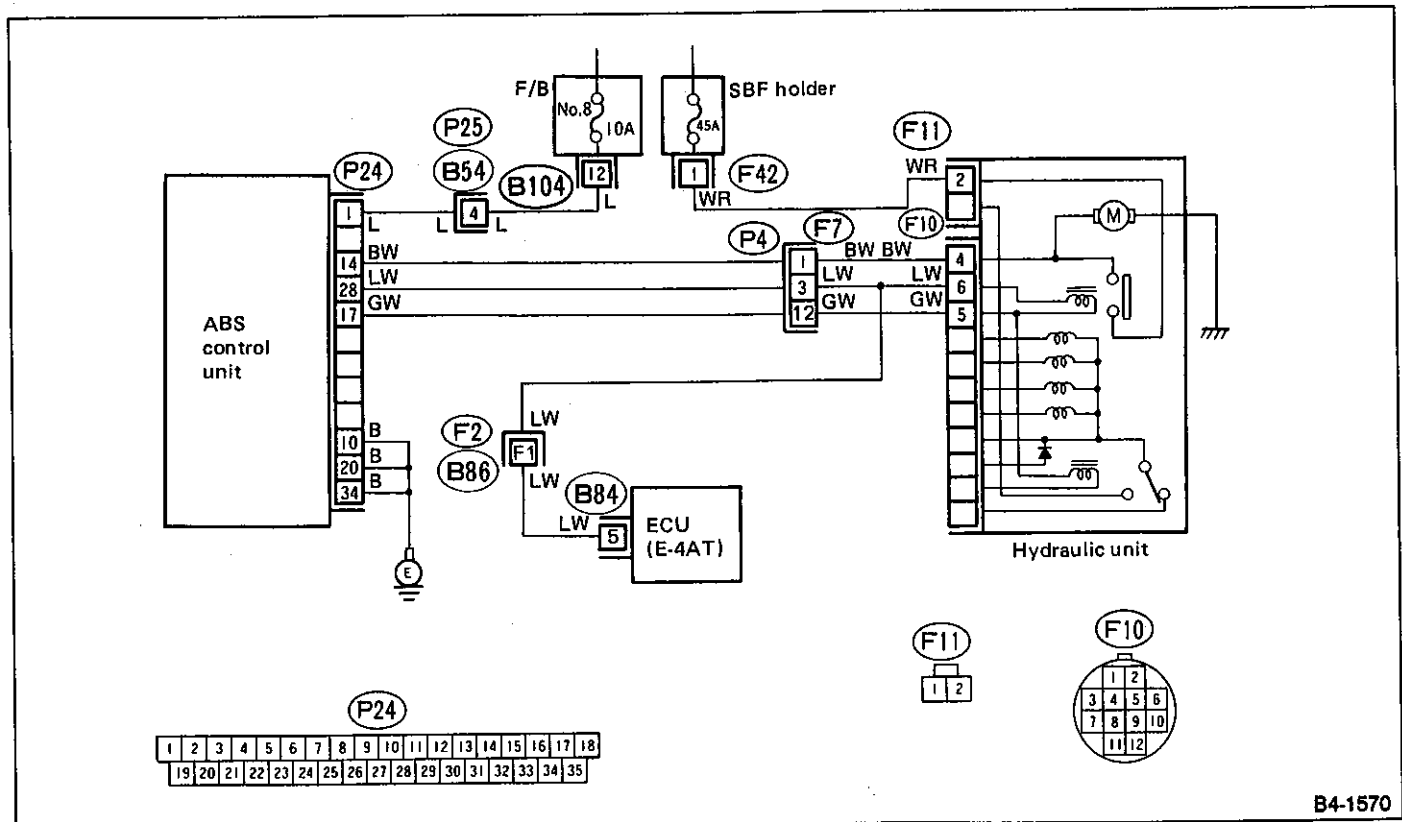 F/B
No.8
10A
SBF holder
45A
P25
B54
B104
12
L
1
F42
WR
F11
WR
2
P24
1
L
L
4
L
F10
P4
F7
M
14
BW
1
BW
BW
4
28
LW
3
LW
LW
6
17
GW
12
GW
GW
5
ABS
control
unit
10
B
20
B
34
B
E
LW
F2
F1
B86
LW
B84
LW
5
ECU
(E-4AT)
Hydraulic unit
F11
1 2
F10
1 2
3 4 5 6
7 8 9 10
11 12
P24
1 2 3 4 5 6 7 8 9 10 11 12 13 14 15 16 17 18
19 20 21 22 23 24 25 26 27 28 29 30 31 32 33 34 35
B4-1570